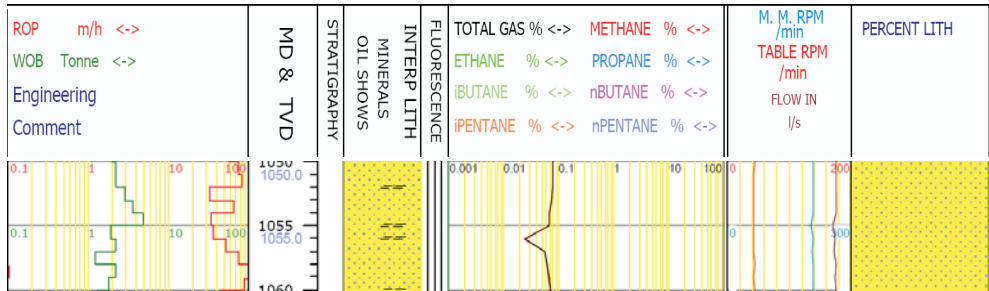 ROP m/h <->
WOB Tonne <->
Engineering
Comment
MD & TVD
STRATIGRAPHY
OIL SHOWS
MINERALS
INTERP LITH
FLUORESCENCE
TOTAL GAS % <-> METHANE % <->
ETHANE % <-> PROPANE % <->
iBUTANE % <-> nBUTANE % <->
iPENTANE % <-> nPENTANE % <->
M. M. RPM
/min
TABLE RPM
/min
FLOW IN
l/s
PERCENT LITH
0.1 1 10 100
1050
1050.0
0.001 0.01 0.1 1 10 100
0 200
0.1 1 10 100
1055
1055.0
0 300
1060